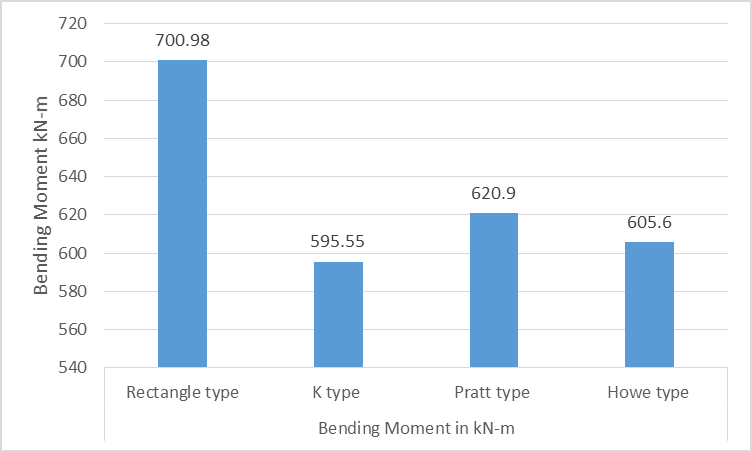 Bending Moment kN-m
720
700
680
660
640
620
600
580
560
540
700.98
595.55
620.9
605.6
Rectangle type
K type
Pratt type
Howe type
Bending Moment in kN-m